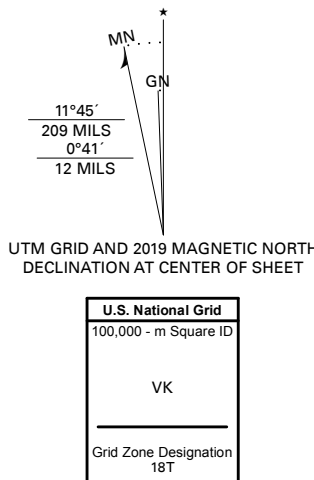 ★
MN
GN
11°45´
209 MILS
0°41´
12 MILS
UTM GRID AND 2019 MAGNETIC NORTH
DECLINATION AT CENTER OF SHEET
U.S. National Grid
100,000 - m Square ID
VK
Grid Zone Designation
18T